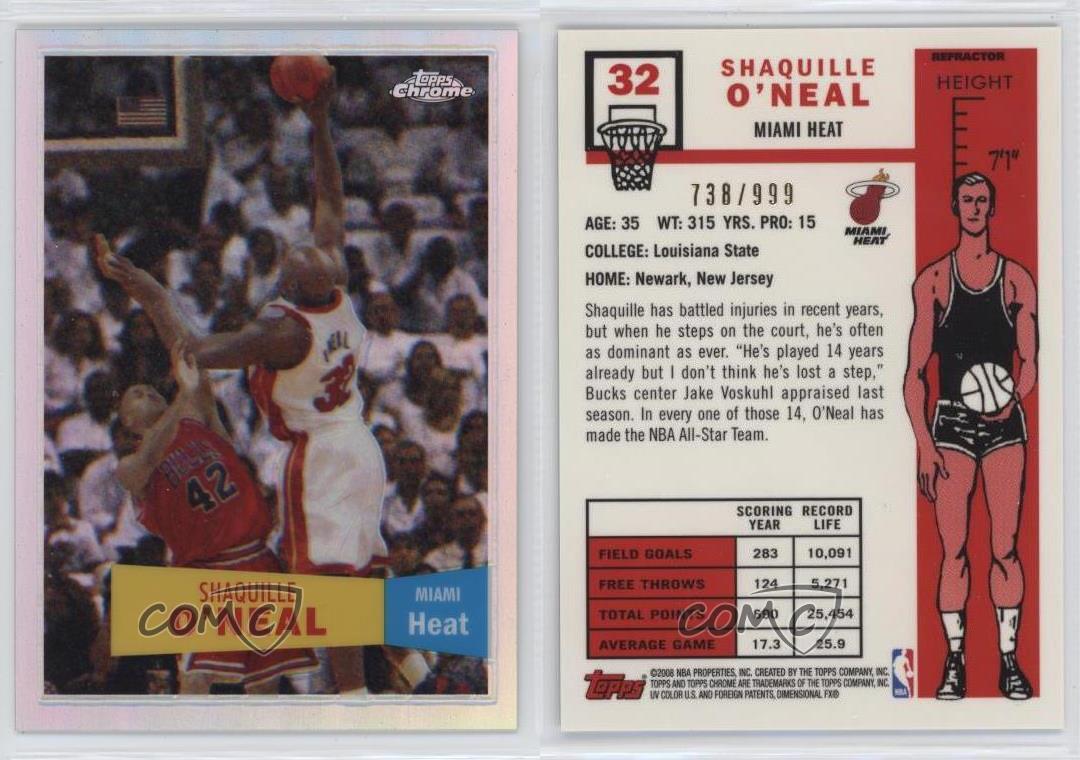 Topps
Chrome
O'NEAL
32
BULLS
42
SHAQUILLE
O'NEAL
MIAMI
Heat
COMC
32
SHAQUILLE
O'NEAL
MIAMI HEAT
738/999
AGE: 35 WT: 315 YRS. PRO: 15
COLLEGE: Louisiana State
HOME: Newark, New Jersey
MIAMI
HEAT
Shaquille has battled injuries in recent years,
but when he steps on the court, he's often
as dominant as ever. "He's played 14 years
already but I don't think he's lost a step,"
Bucks center Jake Voskuhl appraised last
season. In every one of those 14, O'Neal has
made the NBA All-Star Team.
SCORING RECORD
YEAR LIFE
FIELD GOALS 283 10,091
FREE THROWS 124 5,271
TOTAL POINTS 690 25,454
AVERAGE GAME 17.3 25.9
COMC
Topps
©2008 NBA PROPERTIES, INC. CREATED BY THE TOPPS COMPANY, INC.
TOPPS AND TOPPS CHROME ARE TRADEMARKS OF THE TOPPS COMPANY, INC.
UV COLOR U.S. AND FOREIGN PATENTS, DIMENSIONAL FX®
NBA
REFRACTOR
HEIGHT
7'1"